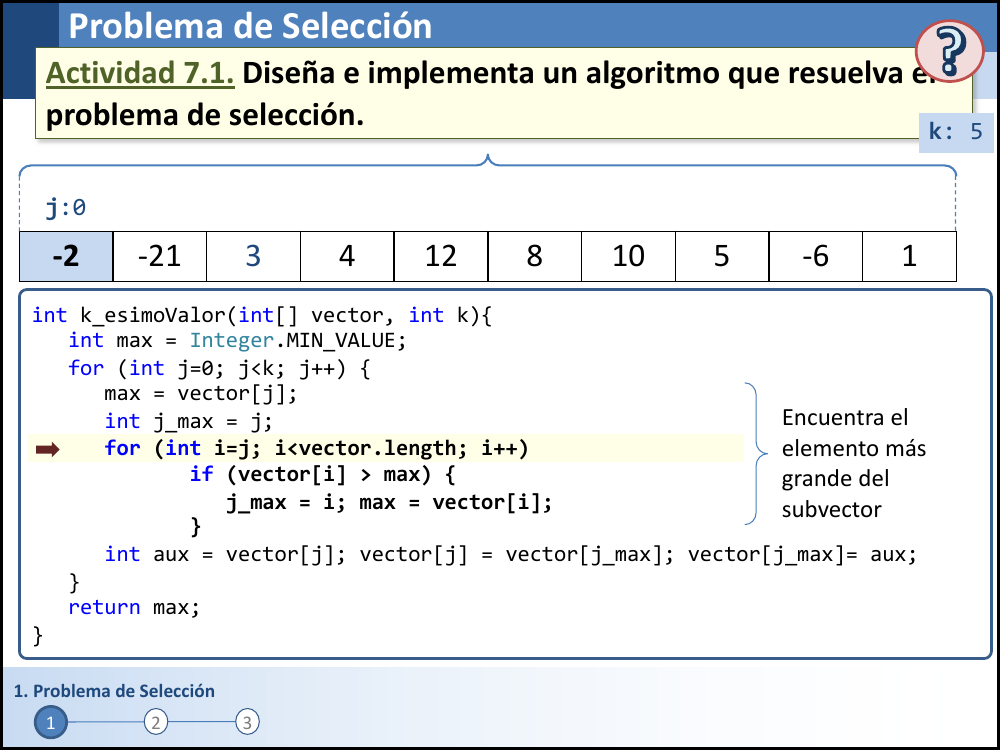 Problema de Selección
?
Actividad 7.1. Diseña e implementa un algoritmo que resuelva el
problema de selección.
k: 5
j:0
-2 -21 3 4 12 8 10 5 -6 1
int k_esimoValor(int[] vector, int k){
int max = Integer.MIN_VALUE;
for (int j=0; j<k; j++) {
max = vector[j];
int j_max = j;
for (int i=j; i<vector.length; i++)
if (vector[i] > max) {
j_max = i; max = vector[i];
}
int aux = vector[j]; vector[j] = vector[j_max]; vector[j_max]= aux;
}
return max;
}
Encuentra el
elemento más
grande del
subvector
1. Problema de Selección
1 2 3